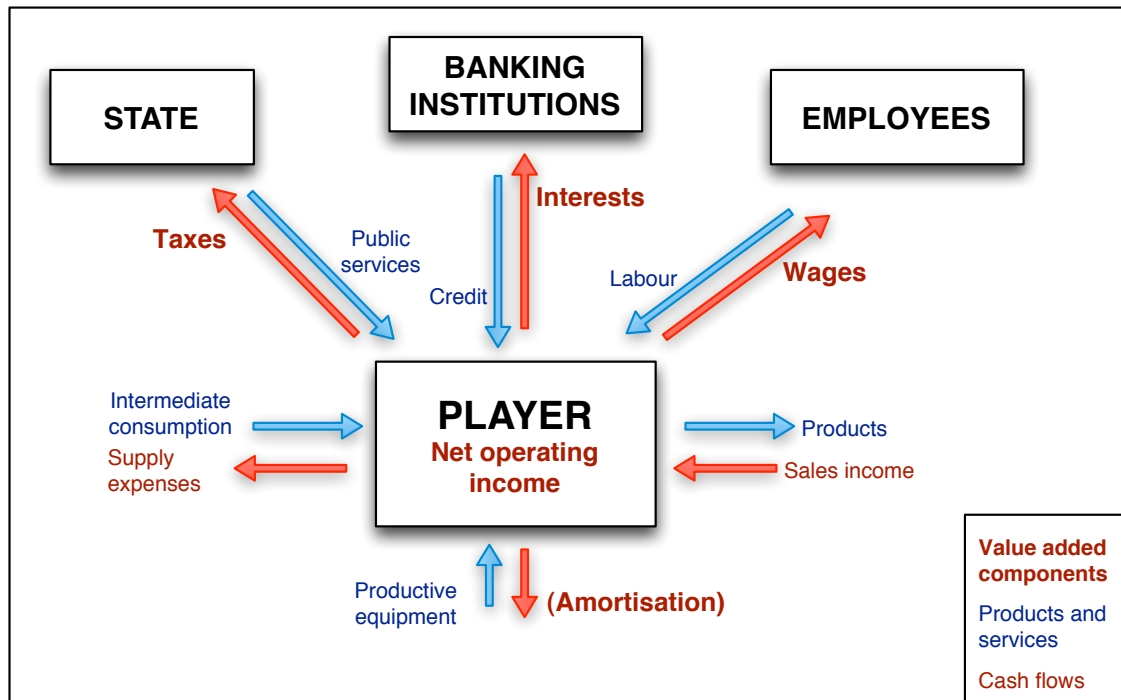 STATE
BANKING
INSTITUTIONS
EMPLOYEES
Taxes
Public
services
Interests
Credit
Labour
Wages
Intermediate
consumption
Supply
expenses
PLAYER
Net operating
income
Products
Sales income
Productive
equipment
(Amortisation)
Value added
components
Products and
services
Cash flows